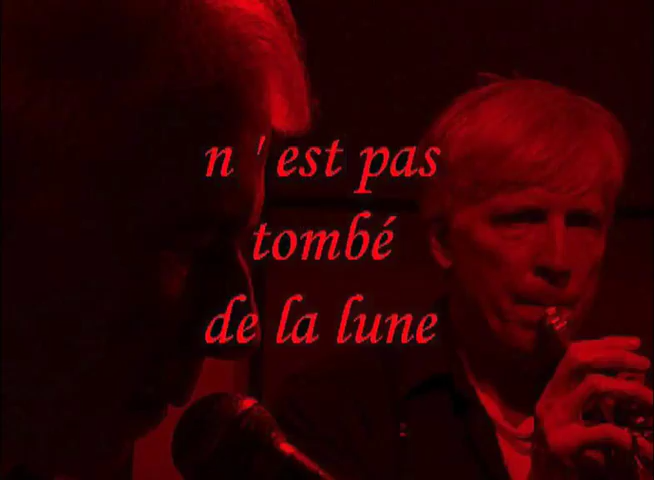 n ' est pas
tombé
de la lune